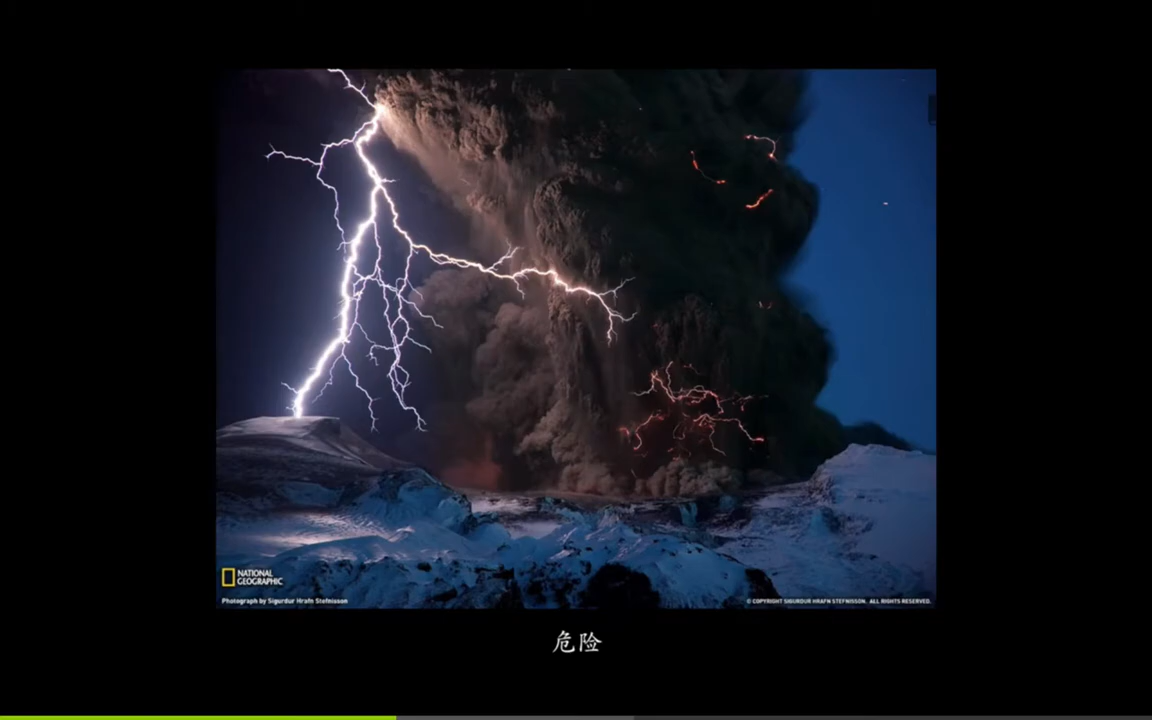 NATIONAL
GEOGRAPHIC
Photograph by Sigurdur Hrafn Stefnisson
© COPYRIGHT SIGURDUR HRAFN STEFNISSON. ALL RIGHTS RESERVED.
危险